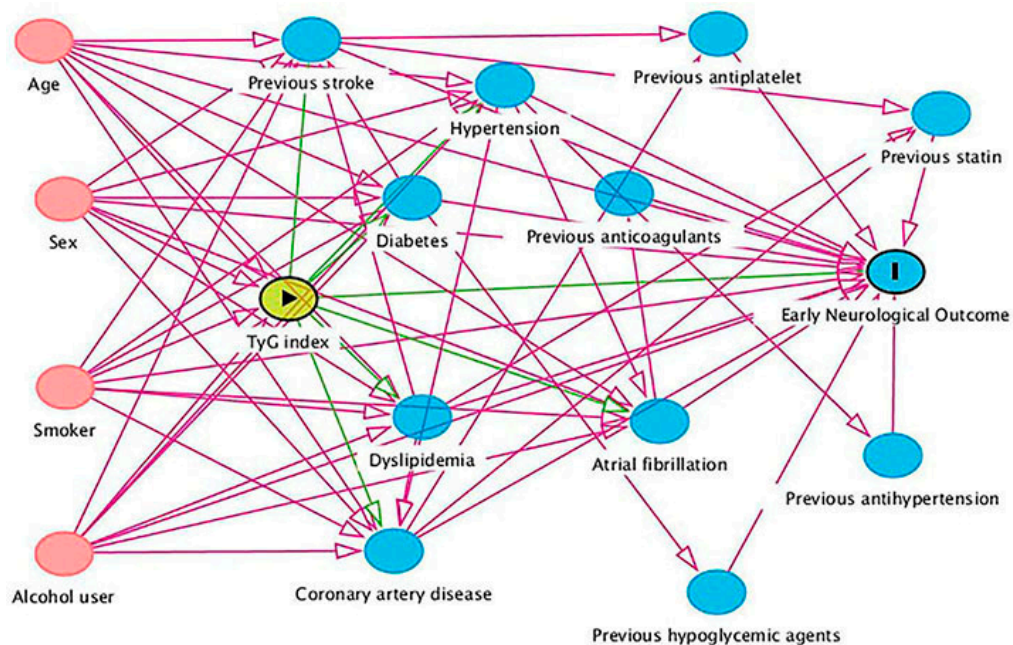 Age
Previous stroke
Previous antiplatelet
Hypertension
Previous statin
Sex
Diabetes
Previous anticoagulants
TyG index
Early Neurological Outcome
Smoker
Dyslipidemia
Atrial fibrillation
Previous antihypertension
Alcohol user
Coronary artery disease
Previous hypoglycemic agents